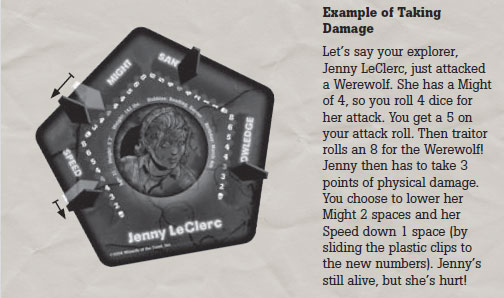 Example of Taking
Damage
Let's say your explorer,
Jenny LeClerc, just attacked
a Werewolf. She has a Might
of 4, so you roll 4 dice for
her attack. You get a 5 on
your attack roll. Then traitor
rolls an 8 for the Werewolf!
Jenny then has to take 3
points of physical damage.
You choose to lower her
Might 2 spaces and her
Speed down 1 space (by
sliding the plastic clips to
the new numbers). Jenny's
still alive, but she's hurt!
MIGHT
SPEED
Jenny LeClerc